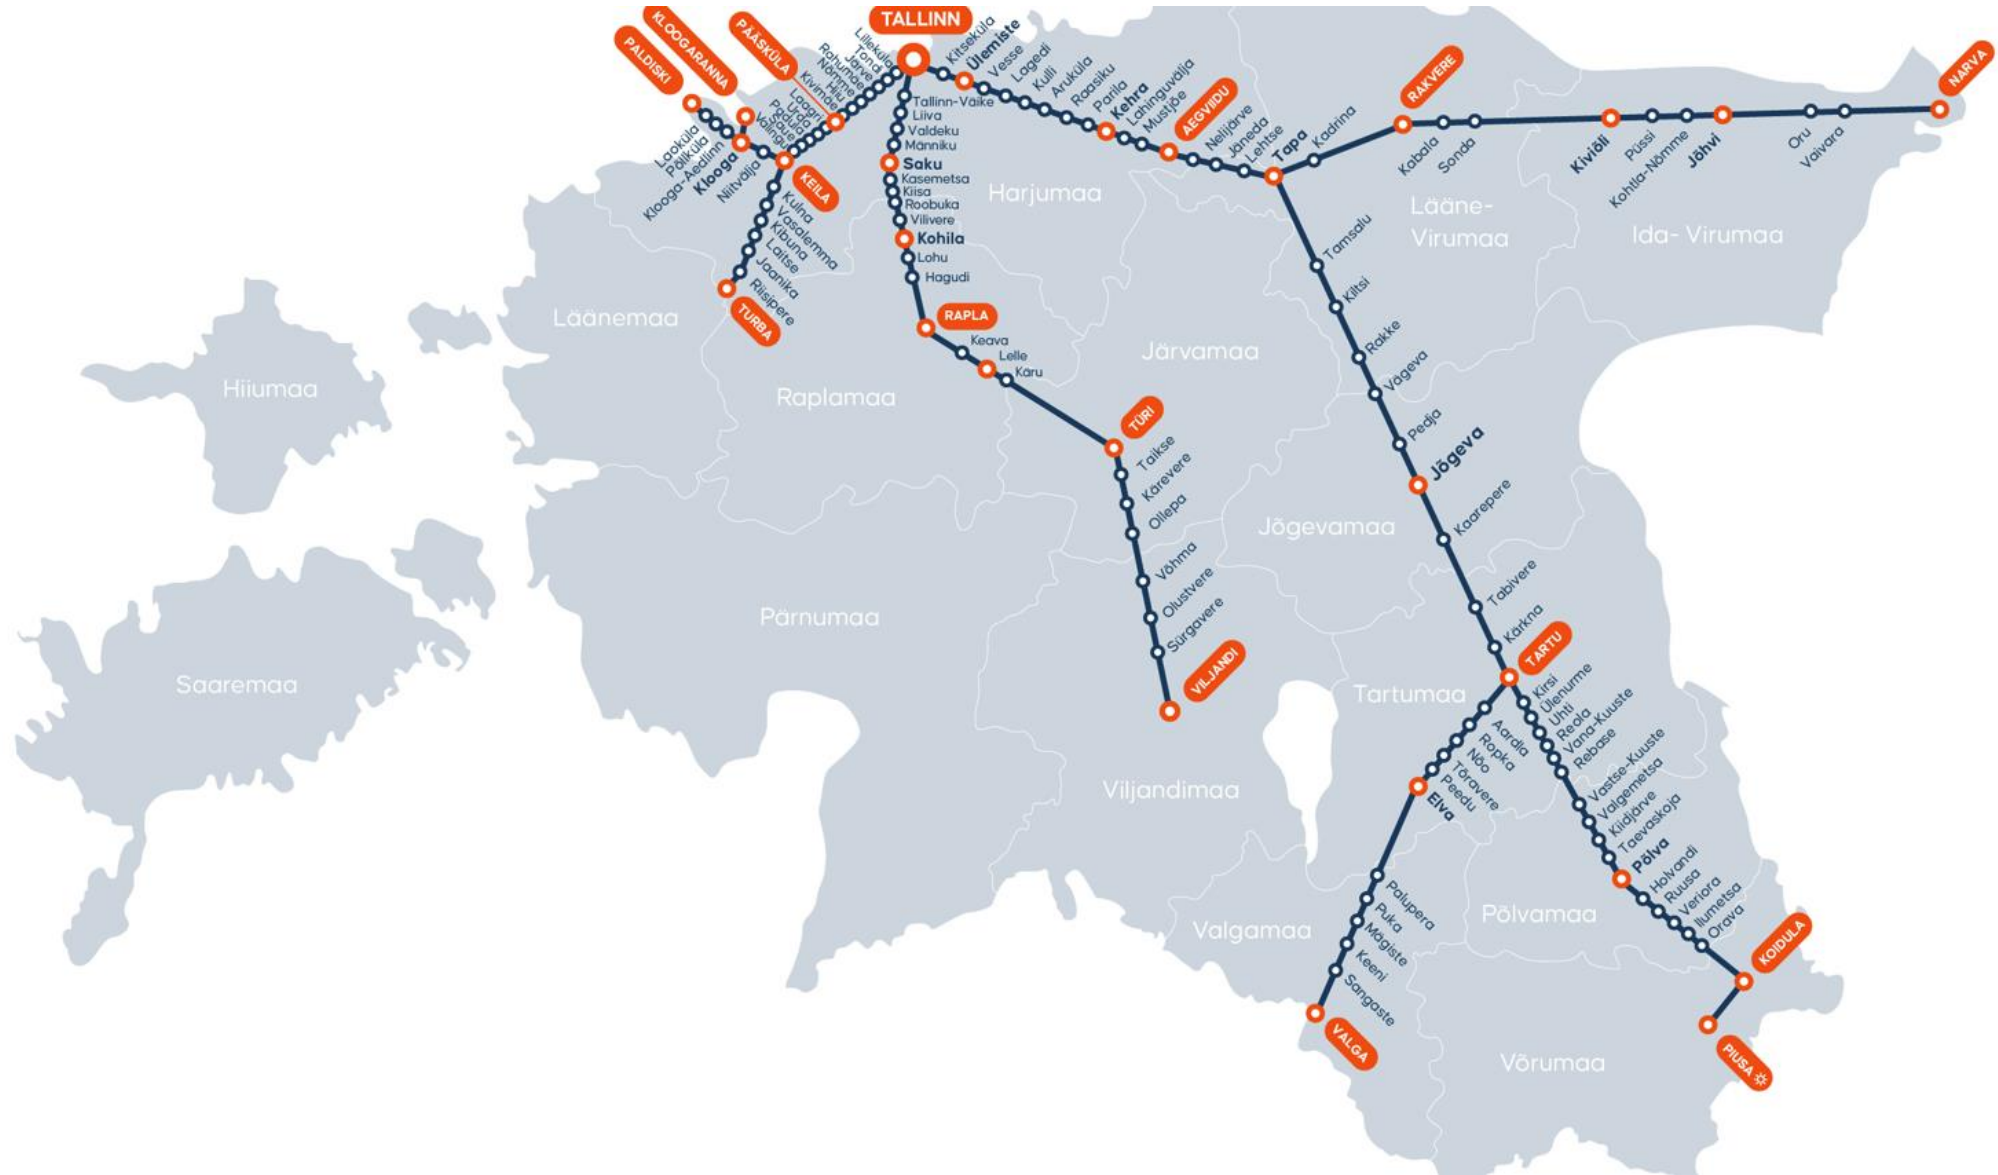 TALLINN
Lilleküla
Tondi
Järve
Rahumäe
Nõmme
Hiiu
Kivimäe
PÄÄSKÜLA
Laagri
Urda
Padula
Saue
Valingu
KEILA
KLOOGARANNA
PALDISKI
Laoküla
Põllküla
Klooga-Aedlinn
Klooga
Niitvälja
Kulna
Vasalemma
Kibuna
Laitse
Jaanika
Riisipere
TURBA
Tallinn-Väike
Liiva
Valdeku
Männiku
Saku
Kasemetsa
Kiisa
Roobuka
Vilivere
Kohila
Lohu
Hagudi
RAPLA
Keava
Lelle
Käru
TÜRI
Taikse
Kärevere
Ollepa
Võhma
Olustvere
Sürgavere
VILJANDI
Kitseküla
Ülemiste
Vesse
Lagedi
Kulli
Aruküla
Raasiku
Parila
Kehra
Lahinguvälja
Mustjõe
AEGVIIDU
Nelijärve
Jäneda
Lehtse
Tapa
Kadrina
RAKVERE
Kabala
Sonda
Kiviõli
Püssi
Kohtla-Nõmme
Jõhvi
Oru
Vaivara
NARVA
Tamsalu
Kiltsi
Rakke
Vägeva
Pedja
Jõgeva
Kaarepere
Tabivere
Kärkna
TARTU
Aardla
Ropka
Nõo
Tõravere
Peedu
Elva
Palupera
Puka
Mägiste
Keeni
Sangaste
VALGA
Kirsi
Ülenurme
Uhti
Reola
Vana-Kuuste
Rebase
Vastse-Kuuste
Valgemetsa
Kiidjärve
Taevaskoja
Põlva
Holvandi
Ruusa
Veriora
Ilumetsa
Orava
KOIDULA
PIUSA
Harjumaa
Lääne-
Virumaa
Ida- Virumaa
Läänemaa
Raplamaa
Järvamaa
Hiiumaa
Jõgevamaa
Pärnumaa
Saaremaa
Tartumaa
Viljandimaa
Valgamaa
Põlvamaa
Võrumaa